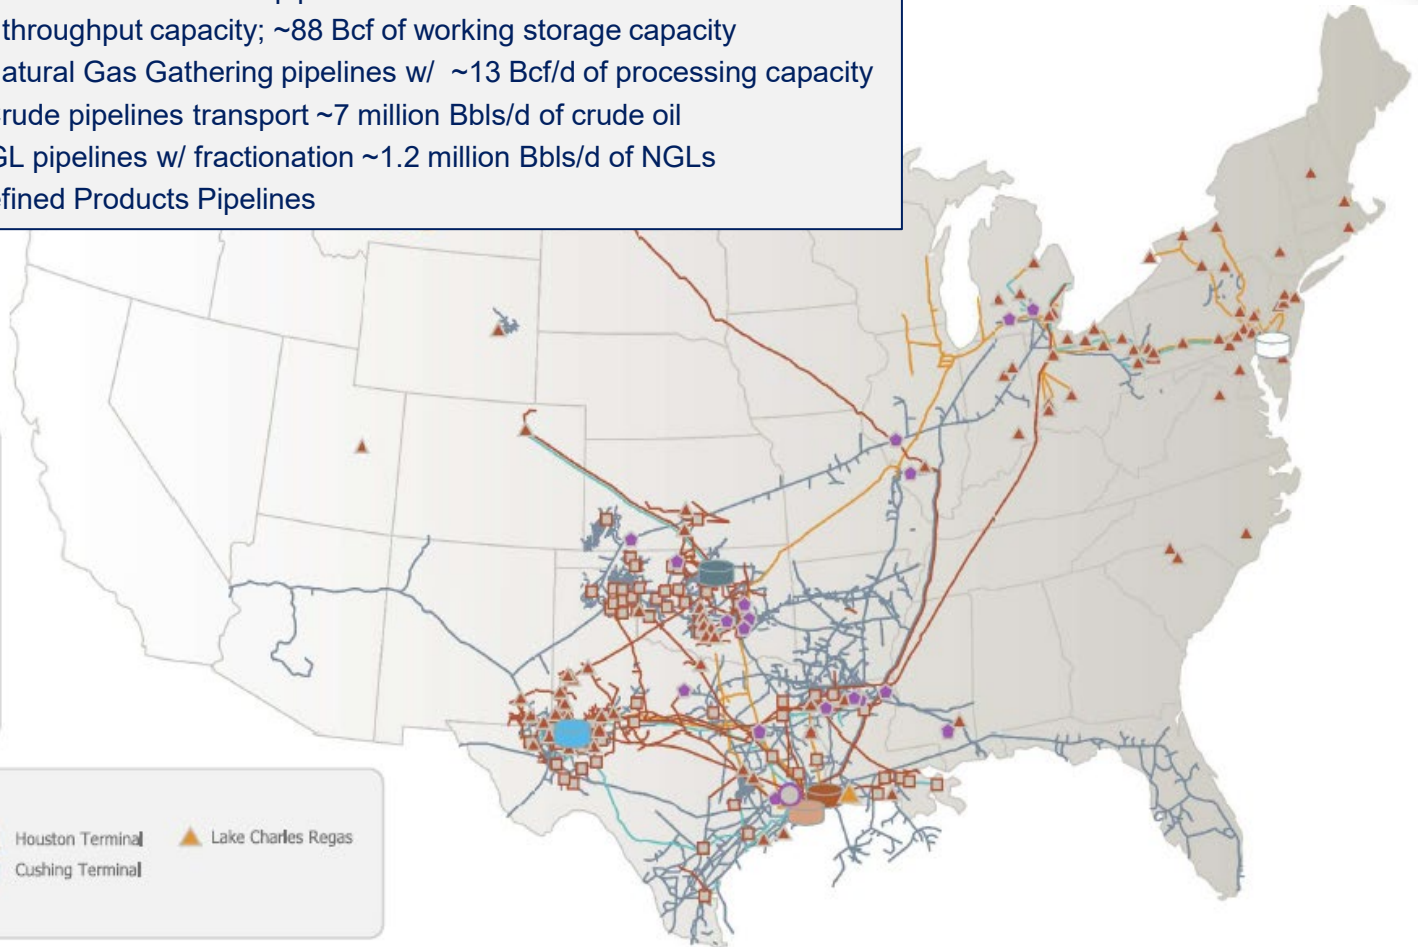 throughput capacity; ~88 Bcf of working storage capacity
atural Gas Gathering pipelines w/ ~13 Bcf/d of processing capacity
rude pipelines transport ~7 million Bbls/d of crude oil
GL pipelines w/ fractionation ~1.2 million Bbls/d of NGLs
efined Products Pipelines
Houston Terminal
Lake Charles Regas
Cushing Terminal